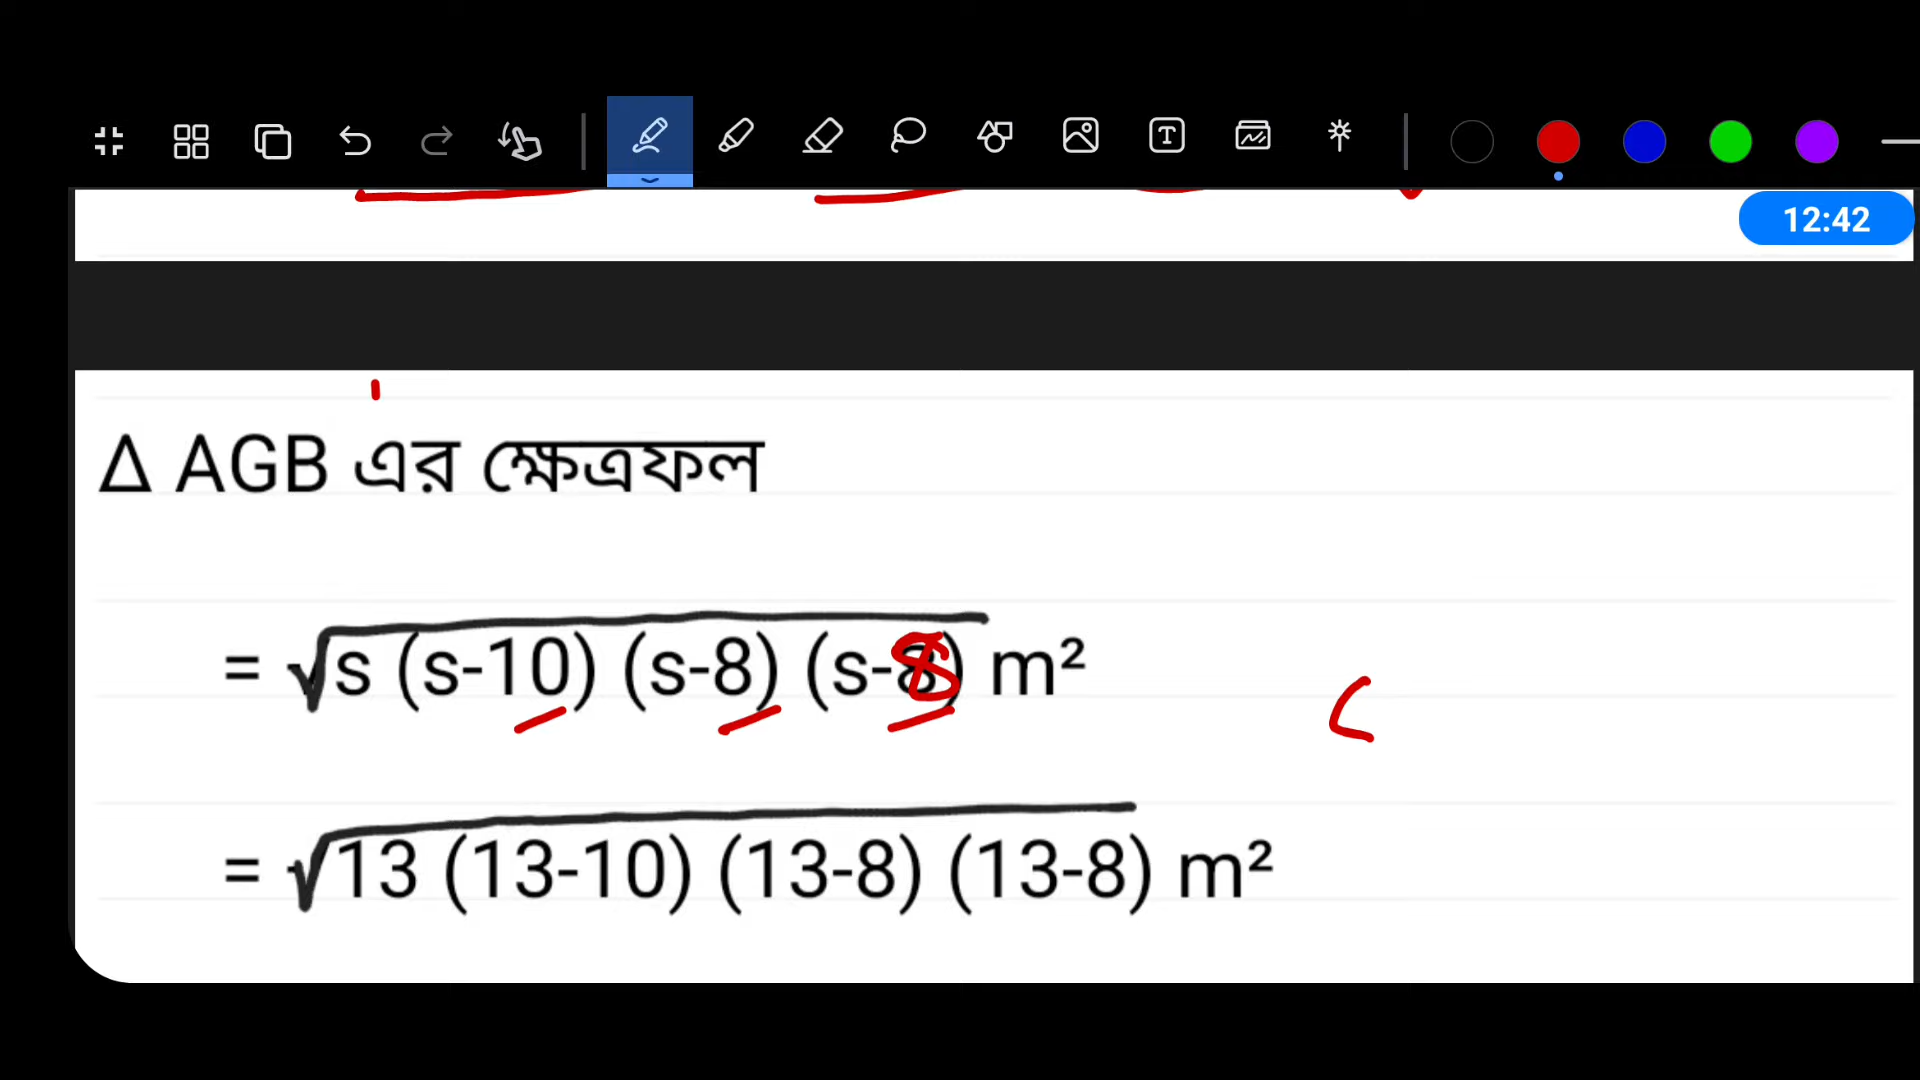 12:42
Δ AGB এর ক্ষেত্রফল
= √s (s-10) (s-8) (s-8) m²
= √13 (13-10) (13-8) (13-8) m²